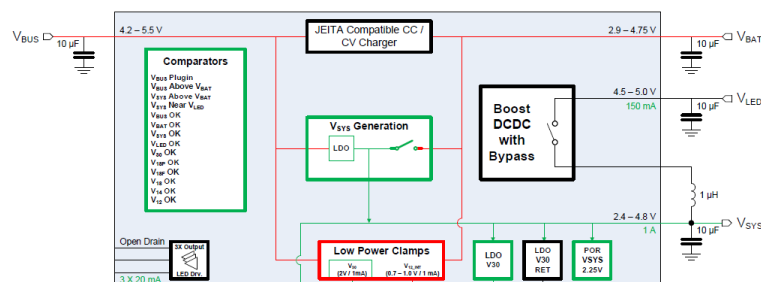 4.2 – 5.5 V
JEITA Compatible CC /
CV Charger
2.9 – 4.75 V
VBUS
10 µF
10 µF
VBAT
Comparators
VBUS Plugin
VBUS Above VBAT
VSYS Above VBAT
VSYS Near VLED
VBUS OK
VBAT OK
VSYS OK
VLED OK
V50 OK
V18P OK
V18F OK
V18 OK
V14 OK
V12 OK
VSYS Generation
LDO
Boost
DCDC
with
Bypass
4.5 – 5.0 V
150 mA
VLED
10 µF
1 µH
2.4 – 4.8 V
1 A
VSYS
10 µF
Open Drain
3X Output
LED Drv.
3 X 20 mA
Low Power Clamps
(2V / 1mA)
(0.7 – 1.0 V / 1 mA)
LDO
V30
LDO
V30
RET
POR
VSYS
2.25V